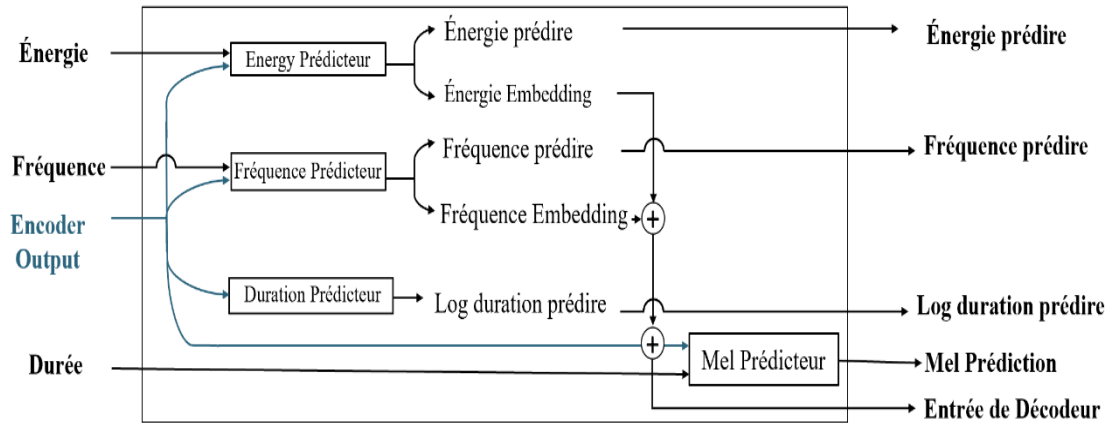 Énergie
Fréquence
Encoder
Output
Durée
Energy Prédicteur
Fréquence Prédicteur
Duration Prédicteur
Énergie prédire
Énergie Embedding
Fréquence prédire
Fréquence Embedding
Log duration prédire
+
+
Mel Prédicteur
Énergie prédire
Fréquence prédire
Log duration prédire
Mel Prédiction
Entrée de Décodeur